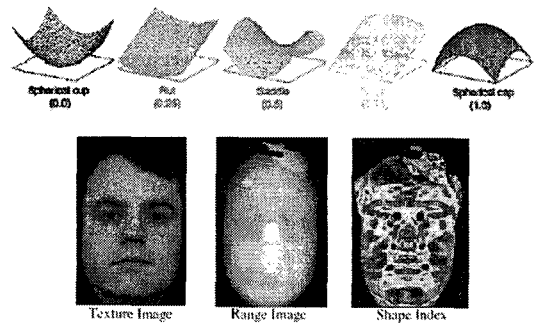 Spherical cup Rut Saddle Spherical cap
(0.0) (0.25) (0.5) (1.0)
Texture Image Range Image Shape Index